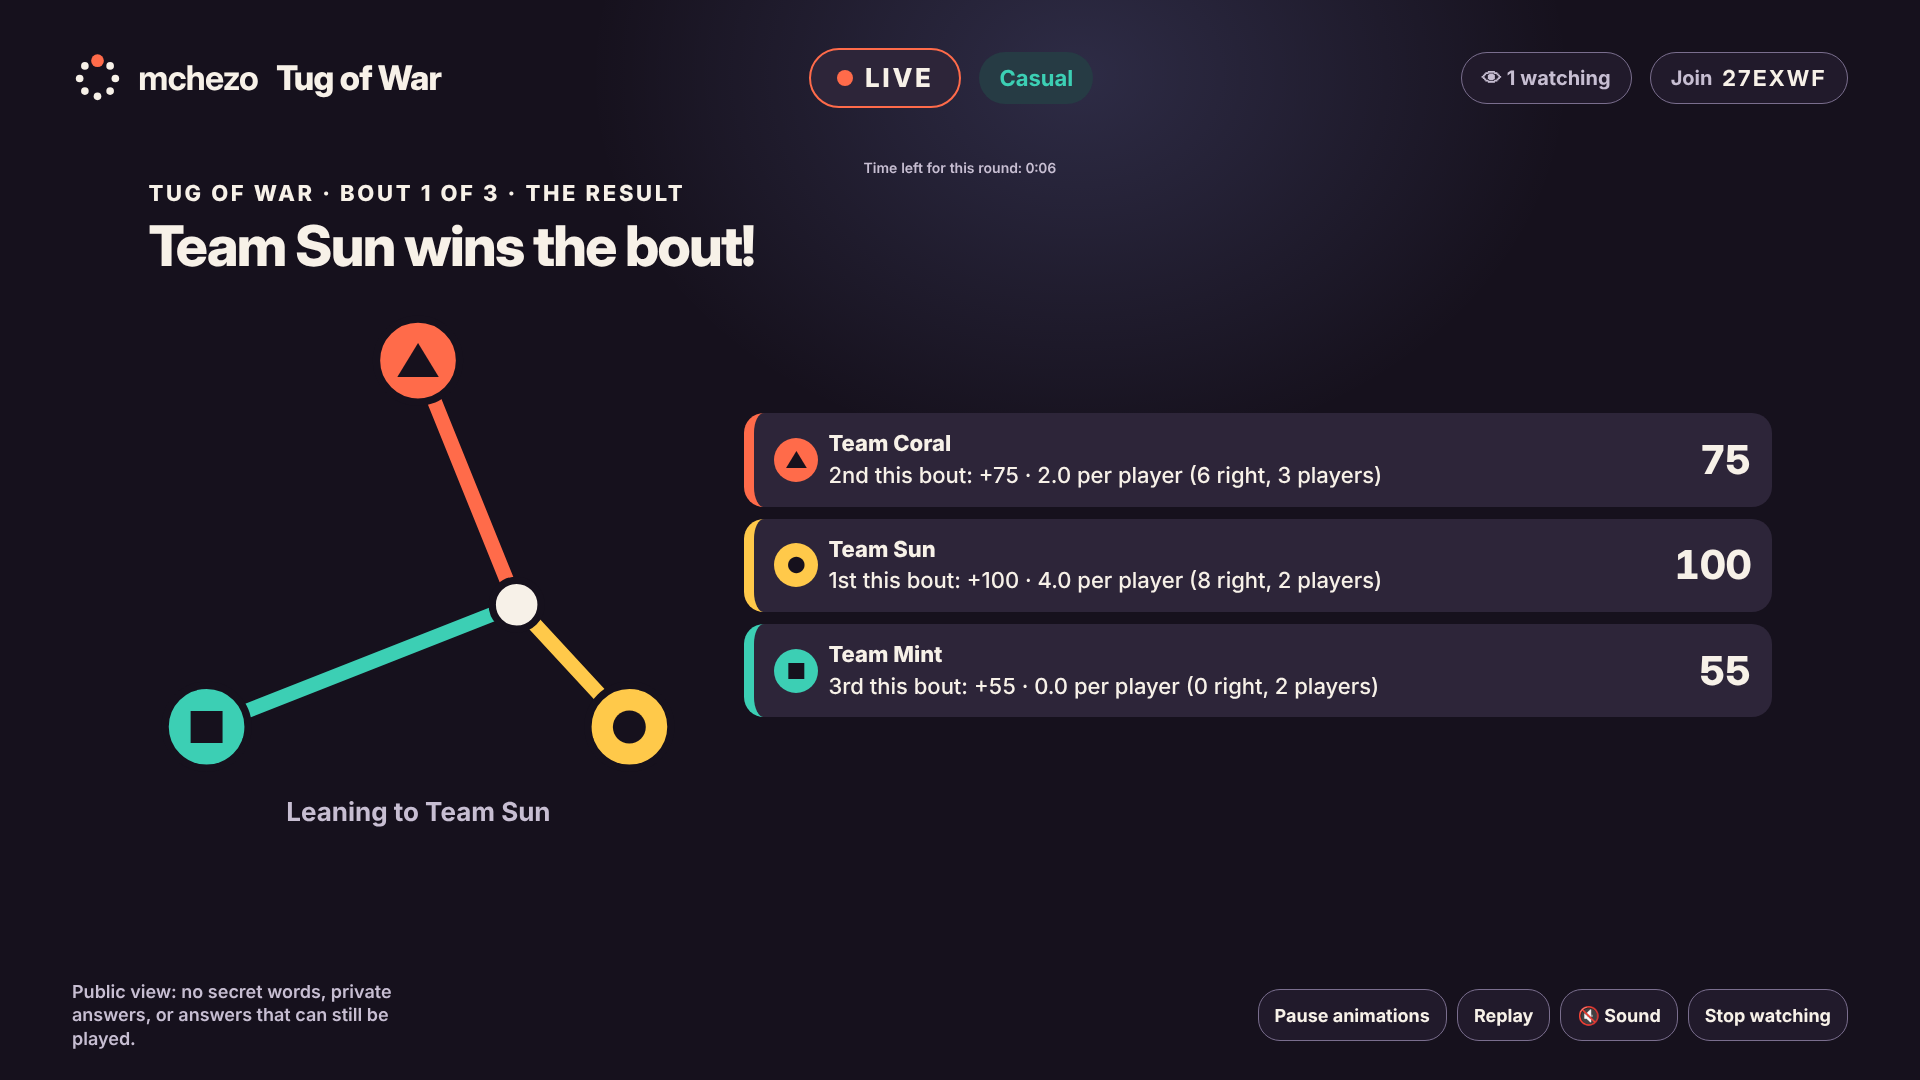 mchezo Tug of War
LIVE
Casual
1 watching
Join 27EXWF
Time left for this round: 0:06
TUG OF WAR · BOUT 1 OF 3 · THE RESULT
Team Sun wins the bout!
Team Coral
2nd this bout: +75 · 2.0 per player (6 right, 3 players)
75
Team Sun
1st this bout: +100 · 4.0 per player (8 right, 2 players)
100
Team Mint
3rd this bout: +55 · 0.0 per player (0 right, 2 players)
55
Leaning to Team Sun
Public view: no secret words, private
answers, or answers that can still be
played.
Pause animations
Replay
Sound
Stop watching